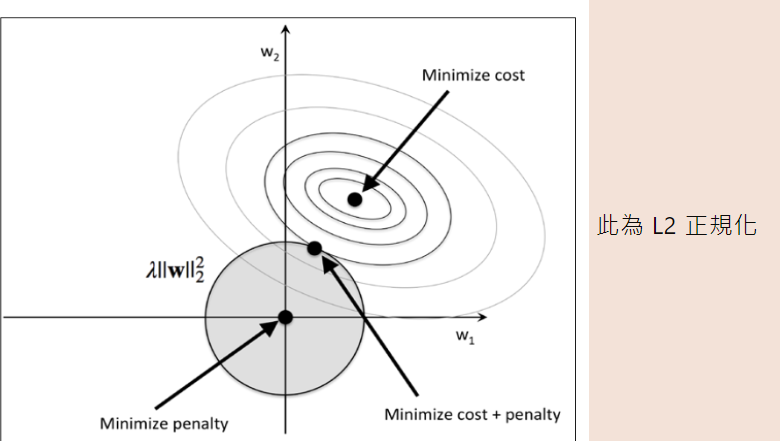 w₂
Minimize cost
此為 L2 正規化
λ||w||₂²
w₁
Minimize penalty
Minimize cost + penalty